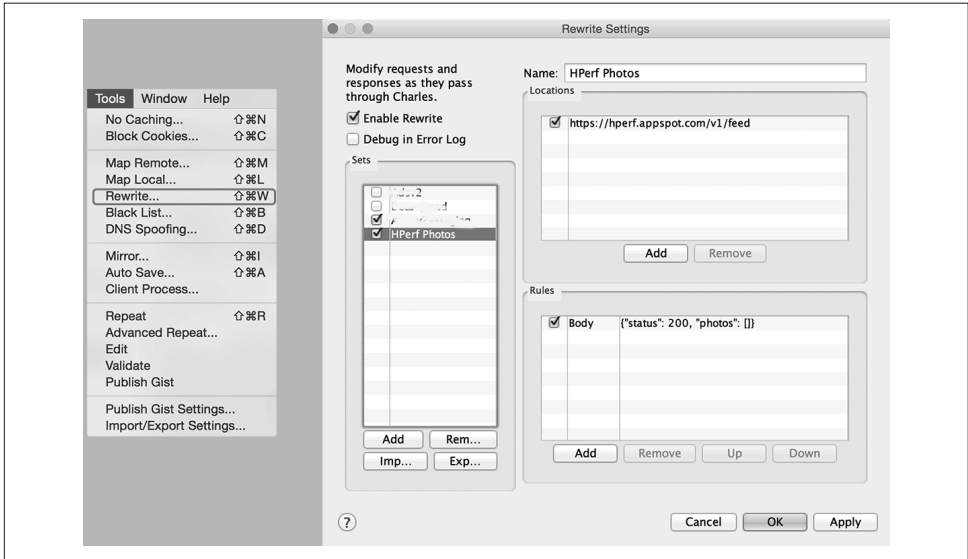 Tools Window Help
No Caching... ⇧⌘N
Block Cookies... ⇧⌘C
Map Remote... ⇧⌘M
Map Local... ⇧⌘L
Rewrite... ⇧⌘W
Black List... ⇧⌘B
DNS Spoofing... ⇧⌘D
Mirror... ⇧⌘I
Auto Save... ⇧⌘A
Client Process...
Repeat ⇧⌘R
Advanced Repeat...
Edit
Validate
Publish Gist
Publish Gist Settings...
Import/Export Settings...
Rewrite Settings
Modify requests and
responses as they pass
through Charles.
Enable Rewrite
Debug in Error Log
Sets
HPerf Photos
Add Rem...
Imp... Exp...
Name: HPerf Photos
Locations
https://hperf.appspot.com/v1/feed
Add Remove
Rules
Body {"status": 200, "photos": []}
Add Remove Up Down
?
Cancel OK Apply